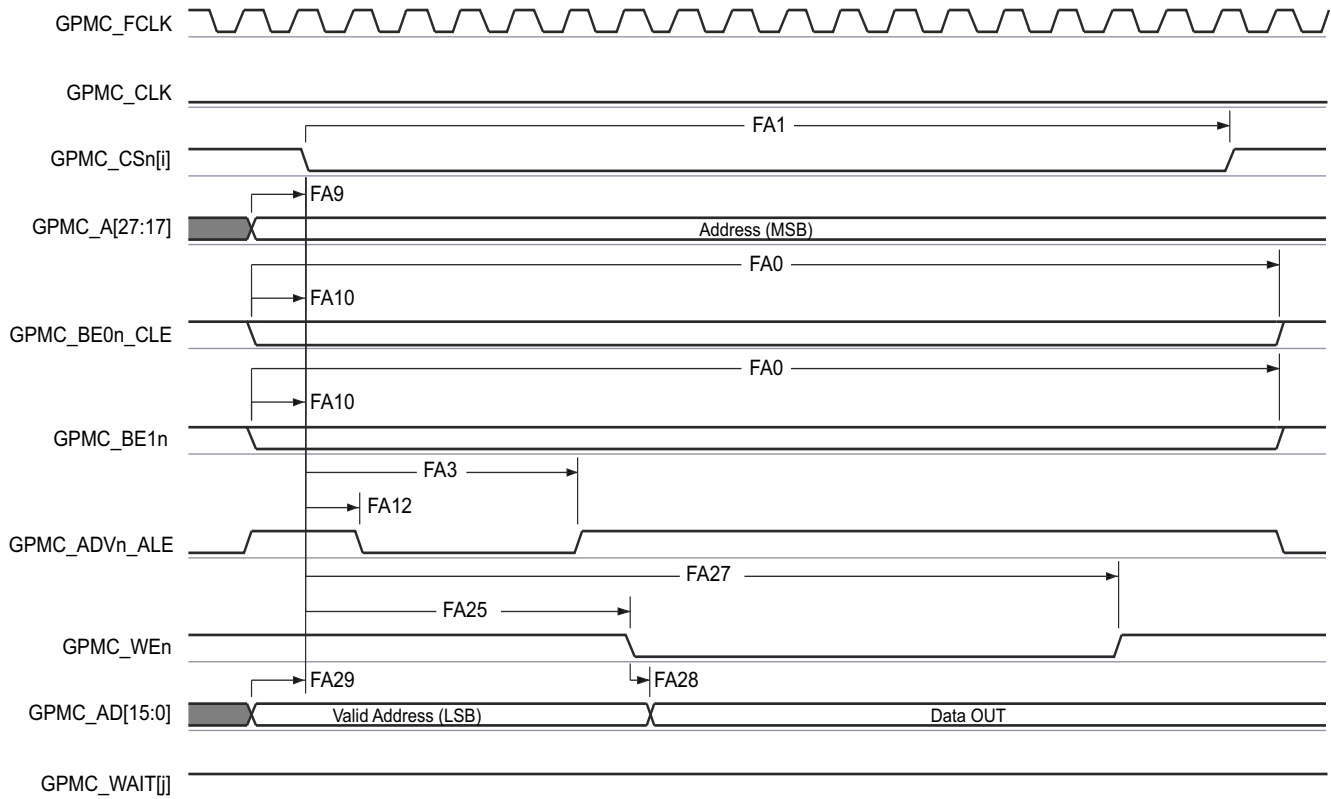 GPMC_FCLK
GPMC_CLK
FA1
GPMC_CSn[i]
FA9
GPMC_A[27:17]
Address (MSB)
FA0
FA10
GPMC_BE0n_CLE
FA0
FA10
GPMC_BE1n
FA3
FA12
GPMC_ADVn_ALE
FA27
FA25
GPMC_WEn
FA29
FA28
GPMC_AD[15:0]
Valid Address (LSB)
Data OUT
GPMC_WAIT[j]